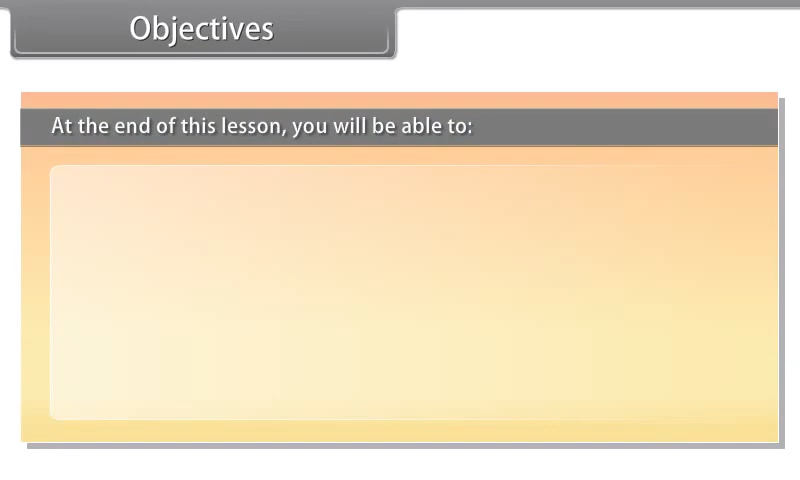 Objectives
At the end of this lesson, you will be able to: